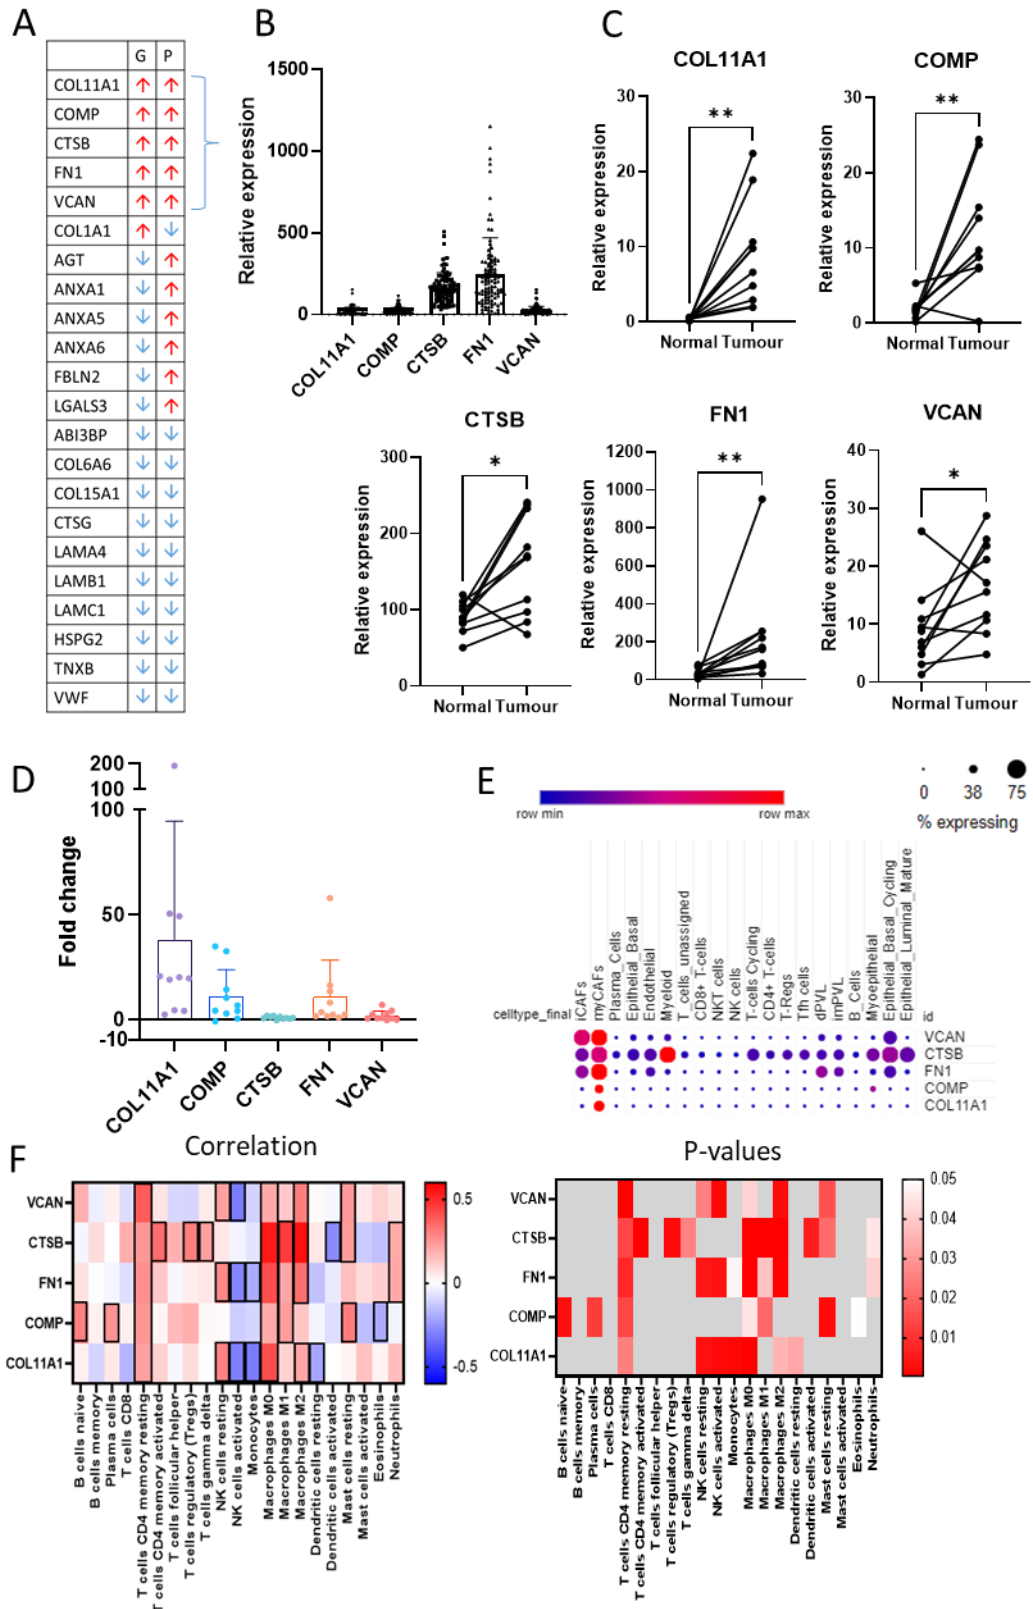 A
G P
COL11A1 ↑ ↑
COMP ↑ ↑
CTSB ↑ ↑
FN1 ↑ ↑
VCAN ↑ ↑
COL1A1 ↑ ↓
AGT ↓ ↑
ANXA1 ↓ ↑
ANXA5 ↓ ↑
ANXA6 ↓ ↑
FBLN2 ↓ ↑
LGALS3 ↓ ↑
ABI3BP ↓ ↓
COL6A6 ↓ ↓
COL15A1 ↓ ↓
CTSG ↓ ↓
LAMA4 ↓ ↓
LAMB1 ↓ ↓
LAMC1 ↓ ↓
HSPG2 ↓ ↓
TNXB ↓ ↓
VWF ↓ ↓
B
Relative expression
1500
1000
500
0
COL11A1
COMP
CTSB
FN1
VCAN
C
COL11A1
Relative expression
30
20
10
0
**
Normal Tumour
COMP
Relative expression
30
20
10
0
**
Normal Tumour
CTSB
Relative expression
300
200
100
0
*
Normal Tumour
FN1
Relative expression
1200
1000
800
600
400
200
0
**
Normal Tumour
VCAN
Relative expression
40
30
20
10
0
*
Normal Tumour
D
Fold change
200
100
100
50
0
-10
COL11A1
COMP
CTSB
FN1
VCAN
E
row min
row max
0 38 75
% expressing
celltype_final
iCAFs
myCAFs
Plasma_Cells
Epithelial_Basal
Endothelial
Myeloid
T_cells_unassigned
CD8+ T-cells
NKT cells
NK cells
T-cells Cycling
CD4+ T-cells
T-Regs
Tfh cells
dPVL
imPVL
B_Cells
Myoepithelial
Epithelial_Basal_Cycling
Epithelial_Luminal_Mature
id
VCAN
CTSB
FN1
COMP
COL11A1
F
Correlation
VCAN
CTSB
FN1
COMP
COL11A1
0.5
0
-0.5
B cells naive
B cells memory
Plasma cells
T cells CD8
T cells CD4 memory resting
T cells CD4 memory activated
T cells follicular helper
T cells regulatory (Tregs)
T cells gamma delta
NK cells resting
NK cells activated
Monocytes
Macrophages M0
Macrophages M1
Macrophages M2
Dendritic cells resting
Dendritic cells activated
Mast cells resting
Mast cells activated
Eosinophils
Neutrophils
P-values
VCAN
CTSB
FN1
COMP
COL11A1
0.05
0.04
0.03
0.02
0.01
B cells naive
B cells memory
Plasma cells
T cells CD8
T cells CD4 memory resting
T cells CD4 memory activated
T cells follicular helper
T cells regulatory (Tregs)
T cells gamma delta
NK cells resting
NK cells activated
Monocytes
Macrophages M0
Macrophages M1
Macrophages M2
Dendritic cells resting
Dendritic cells activated
Mast cells resting
Mast cells activated
Eosinophils
Neutrophils